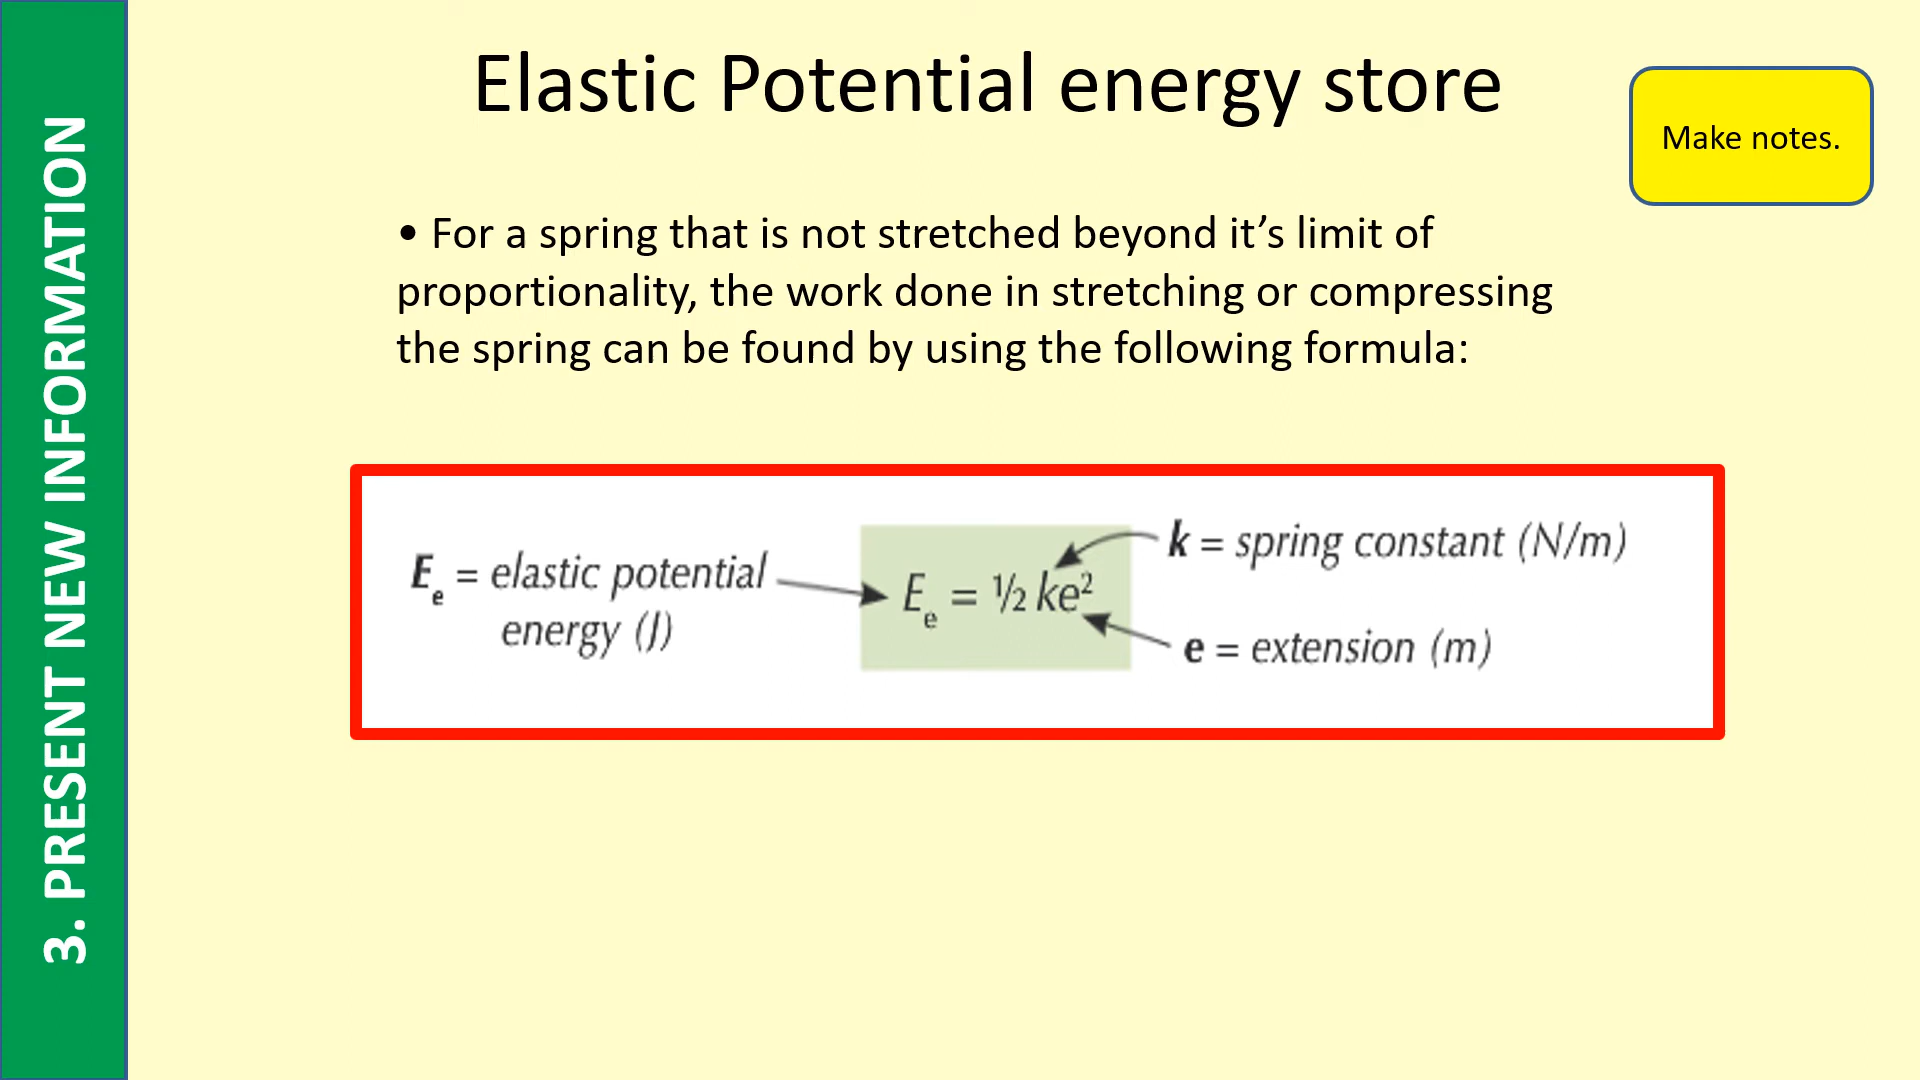 3. PRESENT NEW INFORMATION
Elastic Potential energy store
Make notes.
• For a spring that is not stretched beyond it’s limit of
proportionality, the work done in stretching or compressing
the spring can be found by using the following formula:
Eₑ = elastic potential
energy (J)
Eₑ = ½ ke²
k = spring constant (N/m)
e = extension (m)